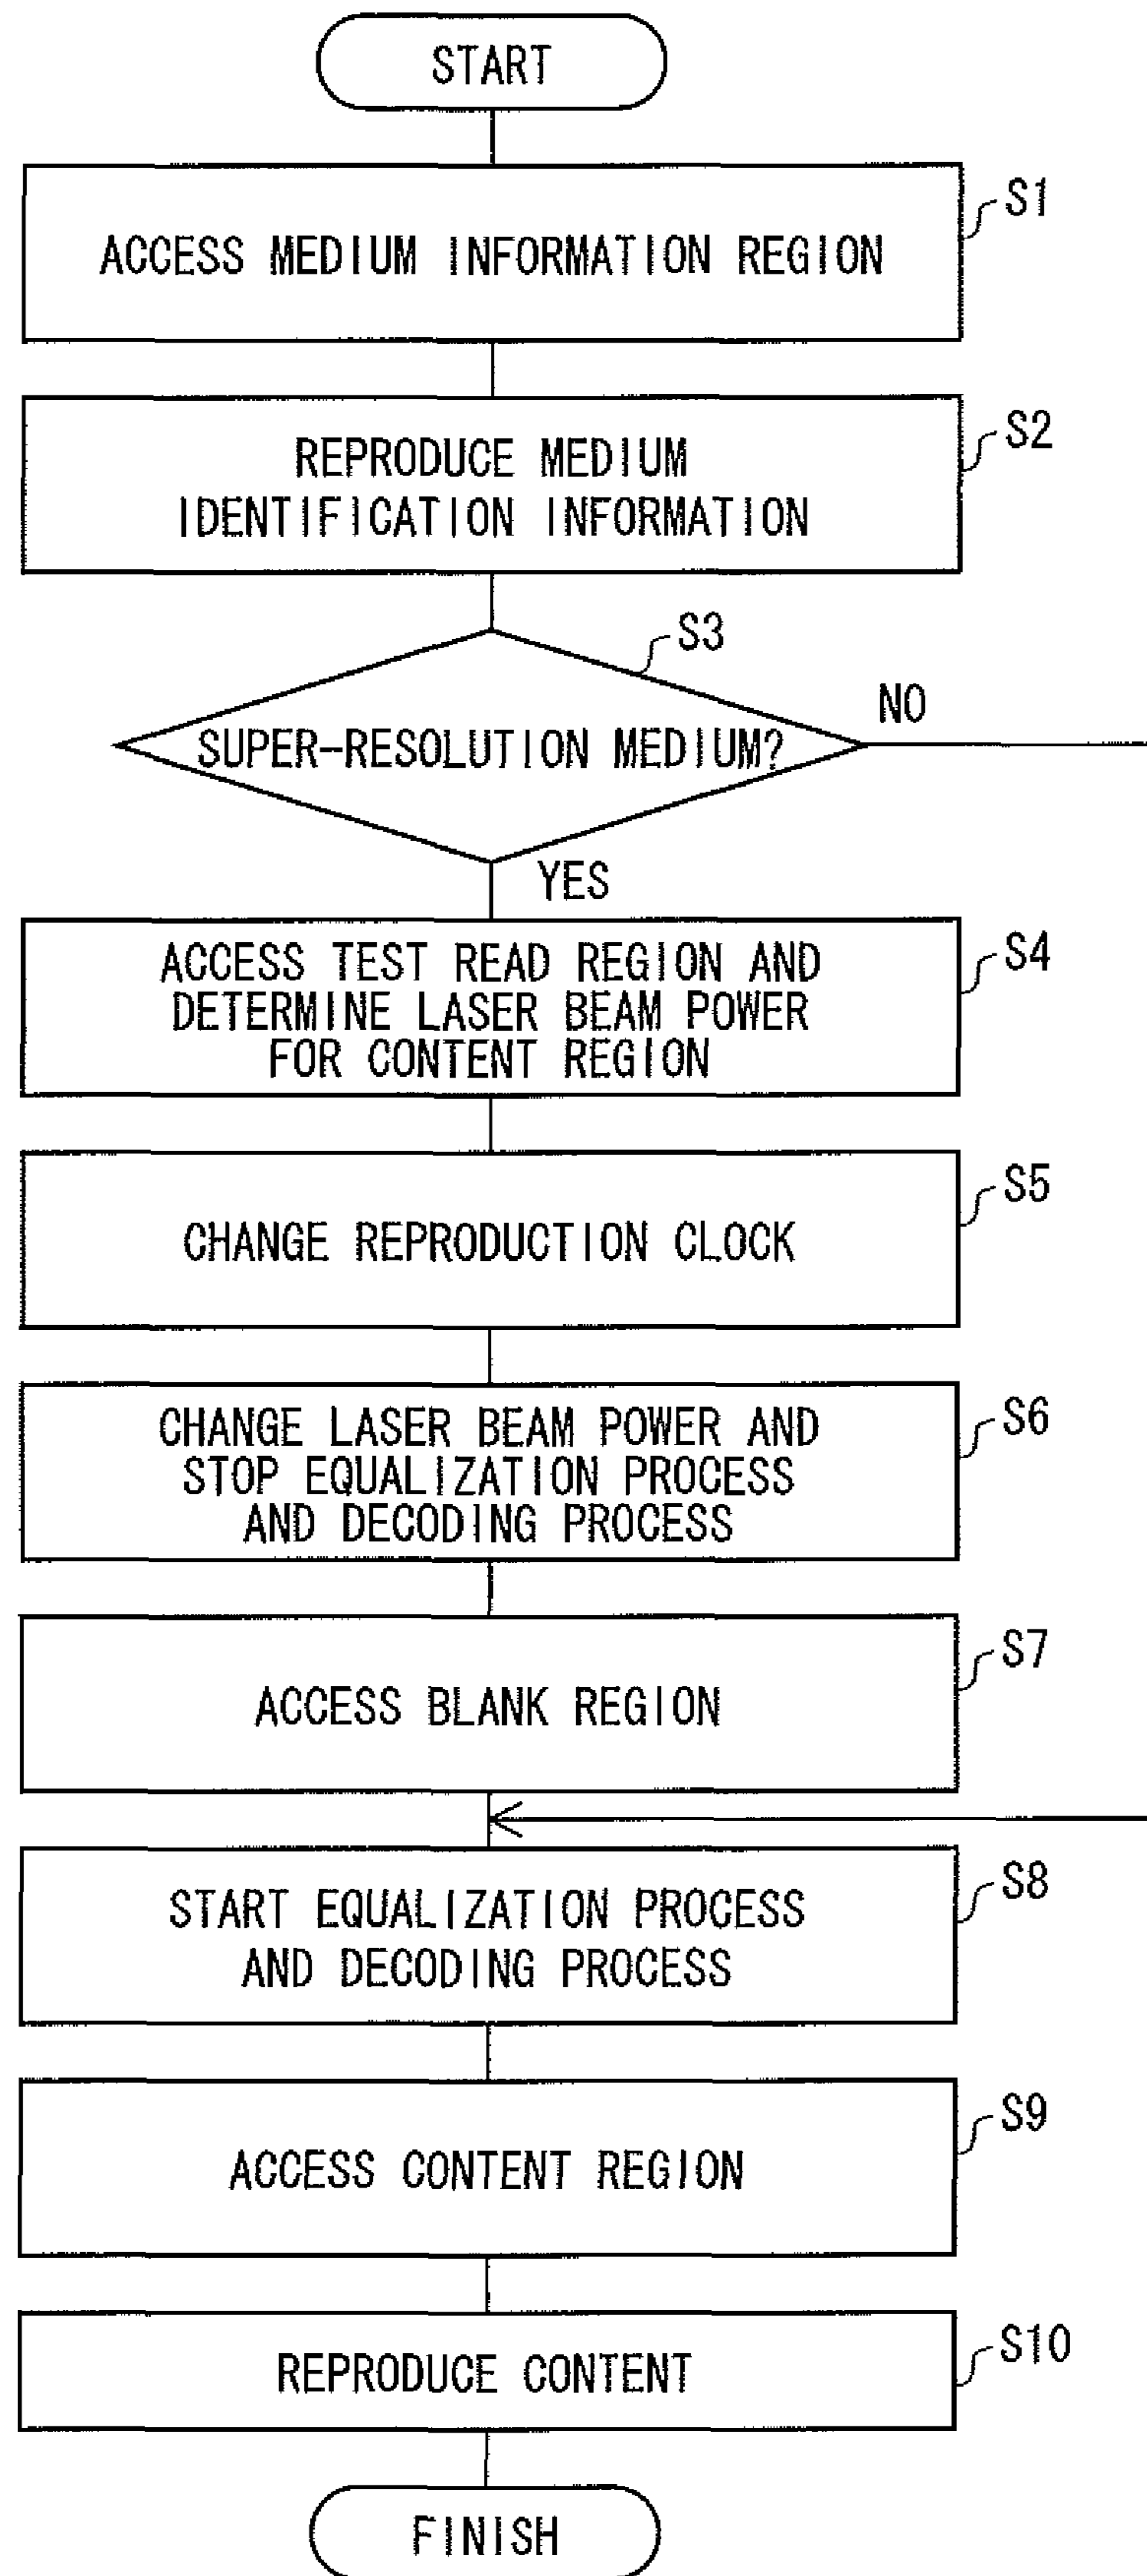 START
S1
ACCESS MEDIUM INFORMATION REGION
S2
REPRODUCE MEDIUM
IDENTIFICATION INFORMATION
S3
NO
SUPER-RESOLUTION MEDIUM?
YES
S4
ACCESS TEST READ REGION AND
DETERMINE LASER BEAM POWER
FOR CONTENT REGION
S5
CHANGE REPRODUCTION CLOCK
S6
CHANGE LASER BEAM POWER AND
STOP EQUALIZATION PROCESS
AND DECODING PROCESS
S7
ACCESS BLANK REGION
S8
START EQUALIZATION PROCESS
AND DECODING PROCESS
S9
ACCESS CONTENT REGION
S10
REPRODUCE CONTENT
FINISH